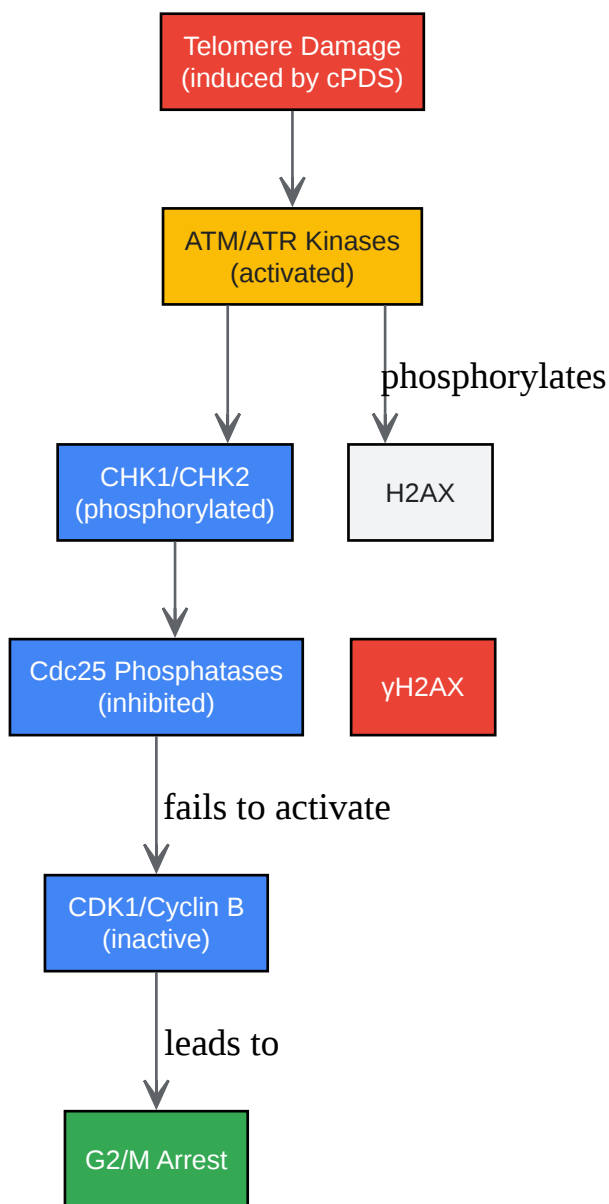 Telomere Damage
(induced by cPDS)
ATM/ATR Kinases
(activated)
phosphorylates
CHK1/CHK2
(phosphorylated)
H2AX
Cdc25 Phosphatases
(inhibited)
γH2AX
fails to activate
CDK1/Cyclin B
(inactive)
leads to
G2/M Arrest